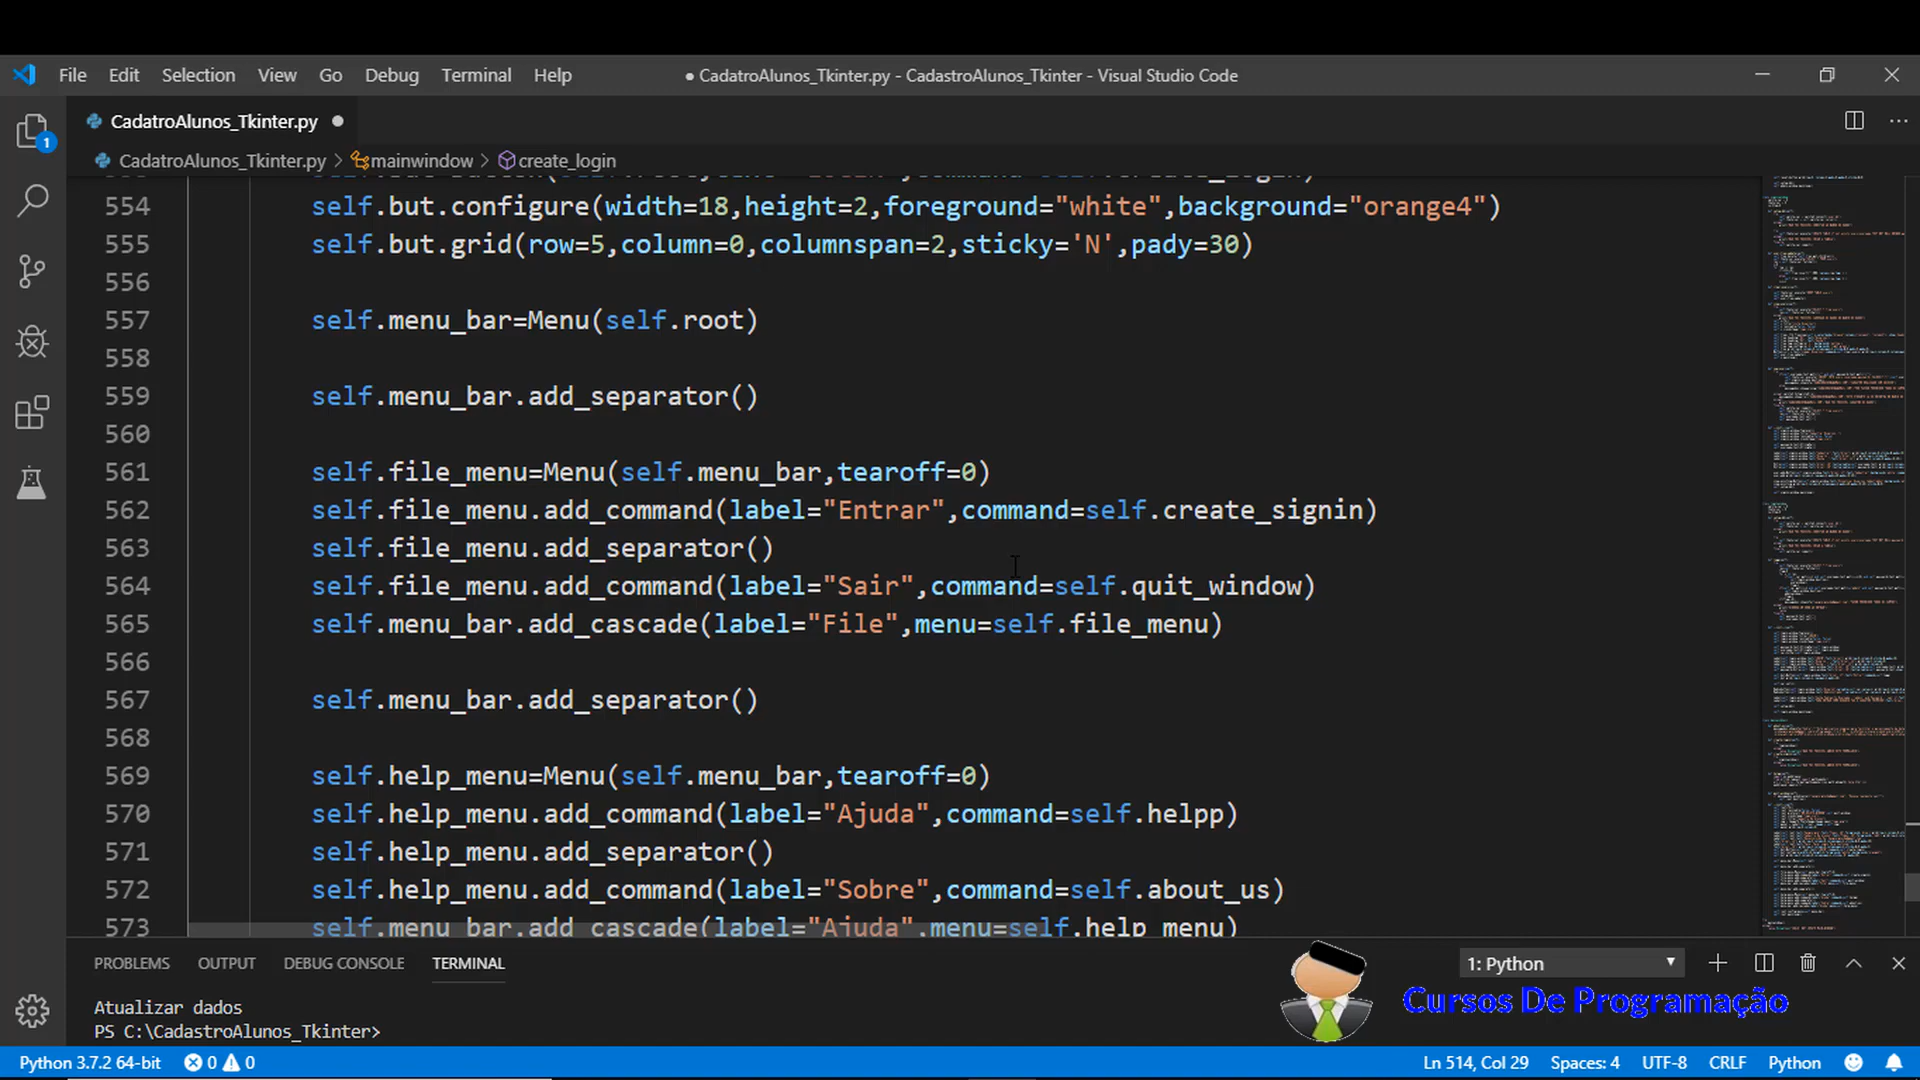 File Edit Selection View Go Debug Terminal Help
● CadatroAlunos_Tkinter.py - CadastroAlunos_Tkinter - Visual Studio Code
CadatroAlunos_Tkinter.py
CadatroAlunos_Tkinter.py > mainwindow > create_login
554 self.but.configure(width=18,height=2,foreground="white",background="orange4")
555 self.but.grid(row=5,column=0,columnspan=2,sticky='N',pady=30)
556
557 self.menu_bar=Menu(self.root)
558
559 self.menu_bar.add_separator()
560
561 self.file_menu=Menu(self.menu_bar,tearoff=0)
562 self.file_menu.add_command(label="Entrar",command=self.create_signin)
563 self.file_menu.add_separator()
564 self.file_menu.add_command(label="Sair",command=self.quit_window)
565 self.menu_bar.add_cascade(label="File",menu=self.file_menu)
566
567 self.menu_bar.add_separator()
568
569 self.help_menu=Menu(self.menu_bar,tearoff=0)
570 self.help_menu.add_command(label="Ajuda",command=self.helpp)
571 self.help_menu.add_separator()
572 self.help_menu.add_command(label="Sobre",command=self.about_us)
573 self.menu_bar.add_cascade(label="Ajuda",menu=self.help_menu)
PROBLEMS OUTPUT DEBUG CONSOLE TERMINAL 1: Python
Atualizar dados
PS C:\CadastroAlunos_Tkinter>
Cursos De Programação
Python 3.7.2 64-bit 0 0 Ln 514, Col 29 Spaces: 4 UTF-8 CRLF Python
1